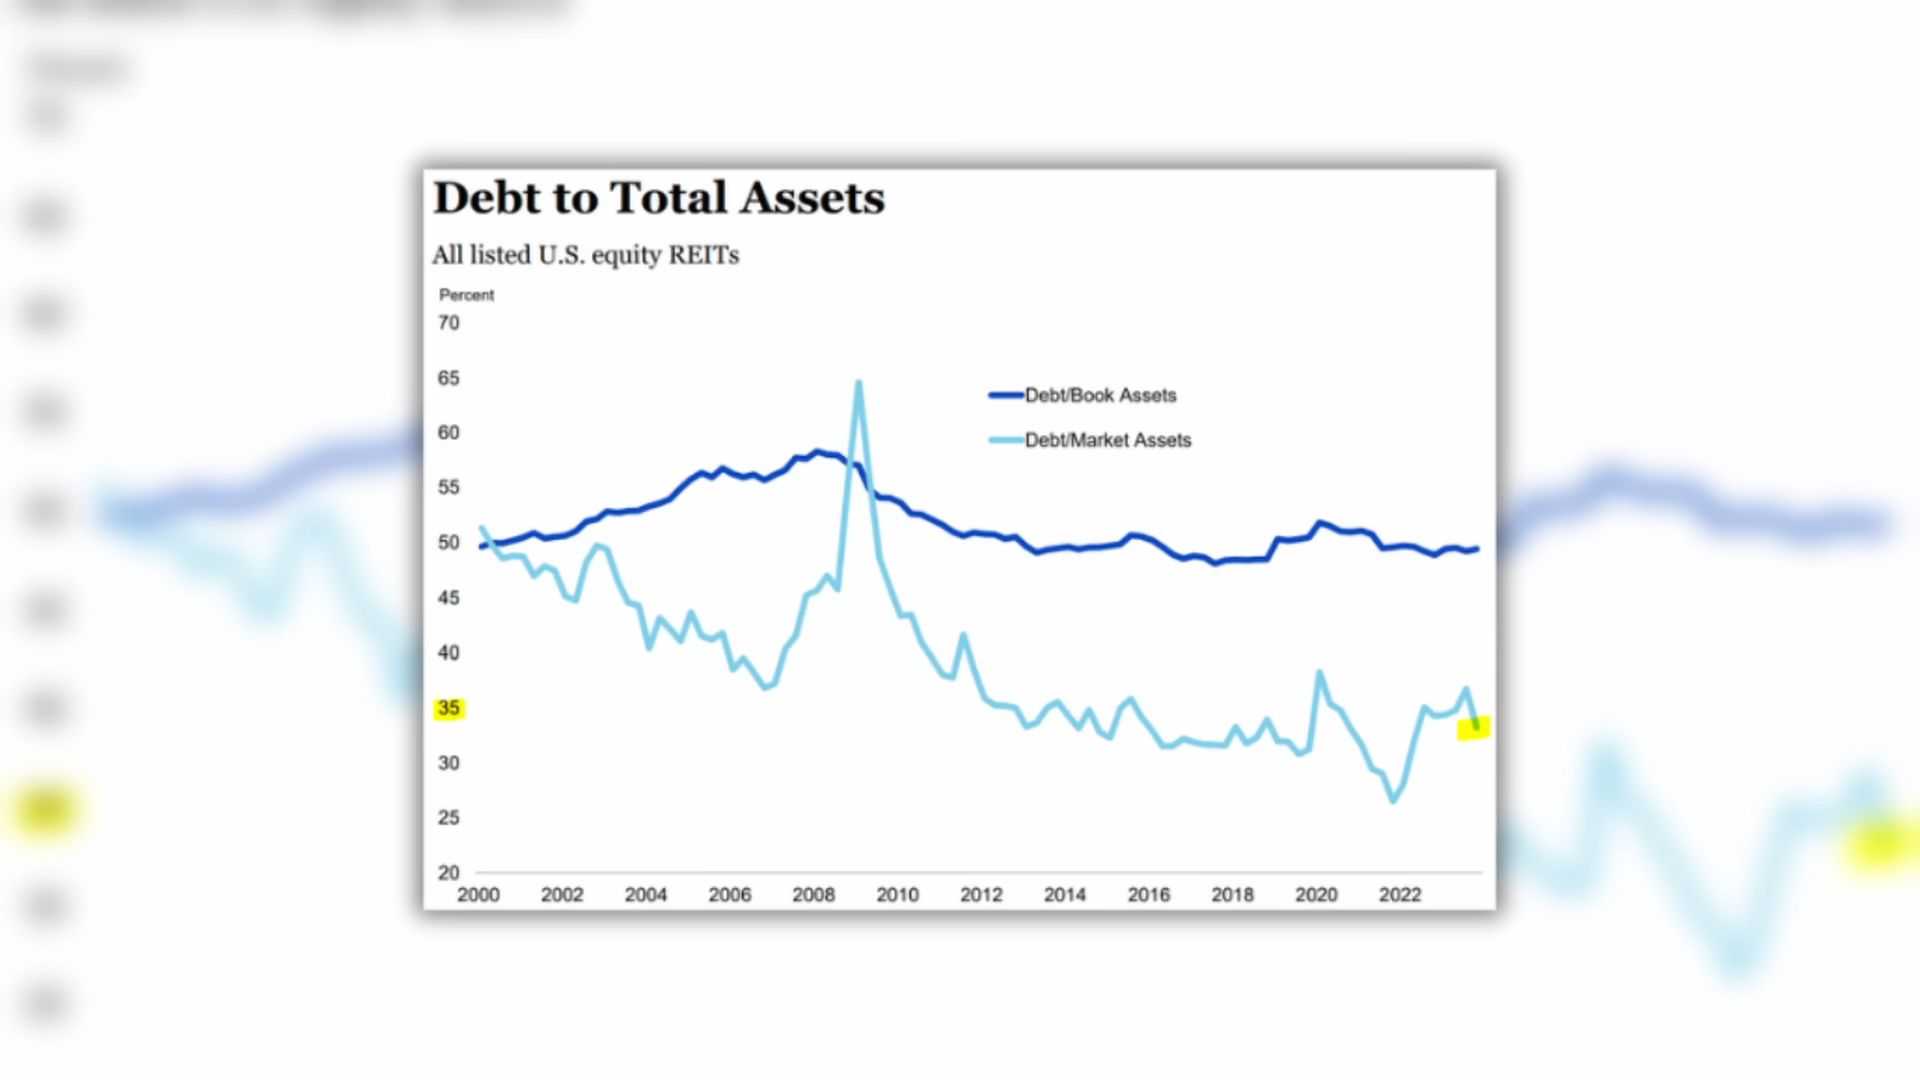 Debt to Total Assets
All listed U.S. equity REITs
Percent
70
65
60
55
50
45
40
35
30
25
20
Debt/Book Assets
Debt/Market Assets
2000 2002 2004 2006 2008 2010 2012 2014 2016 2018 2020 2022